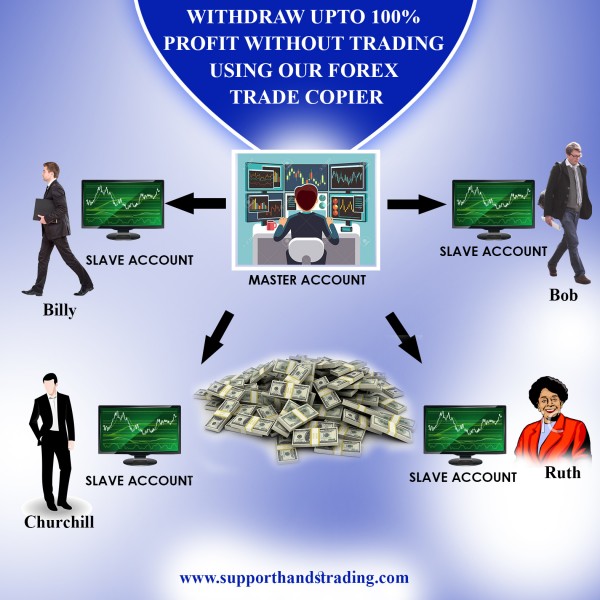 WITHDRAW UPTO 100%
PROFIT WITHOUT TRADING
USING OUR FOREX
TRADE COPIER
SLAVE ACCOUNT
MASTER ACCOUNT
SLAVE ACCOUNT
Billy
Bob
SLAVE ACCOUNT
SLAVE ACCOUNT
Churchill
Ruth
www.supporthandstrading.com